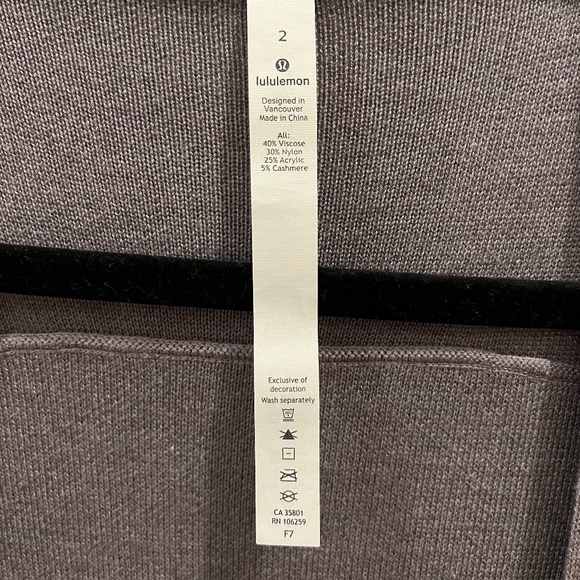 2
lululemon
Designed in
Vancouver
Made in China
All:
40% Viscose
30% Nylon
25% Acrylic
5% Cashmere
Exclusive of
decoration
Wash separately
CA 35801
RN 106259
F7